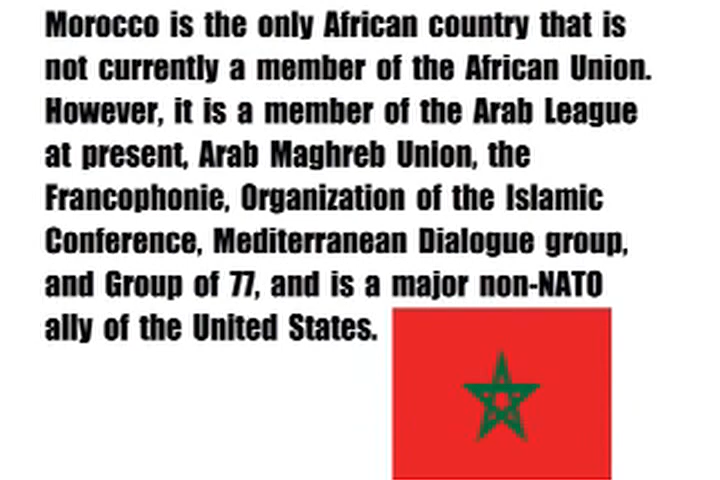 Morocco is the only African country that is
not currently a member of the African Union.
However, it is a member of the Arab League
at present, Arab Maghreb Union, the
Francophonie, Organization of the Islamic
Conference, Mediterranean Dialogue group,
and Group of 77, and is a major non-NATO
ally of the United States.